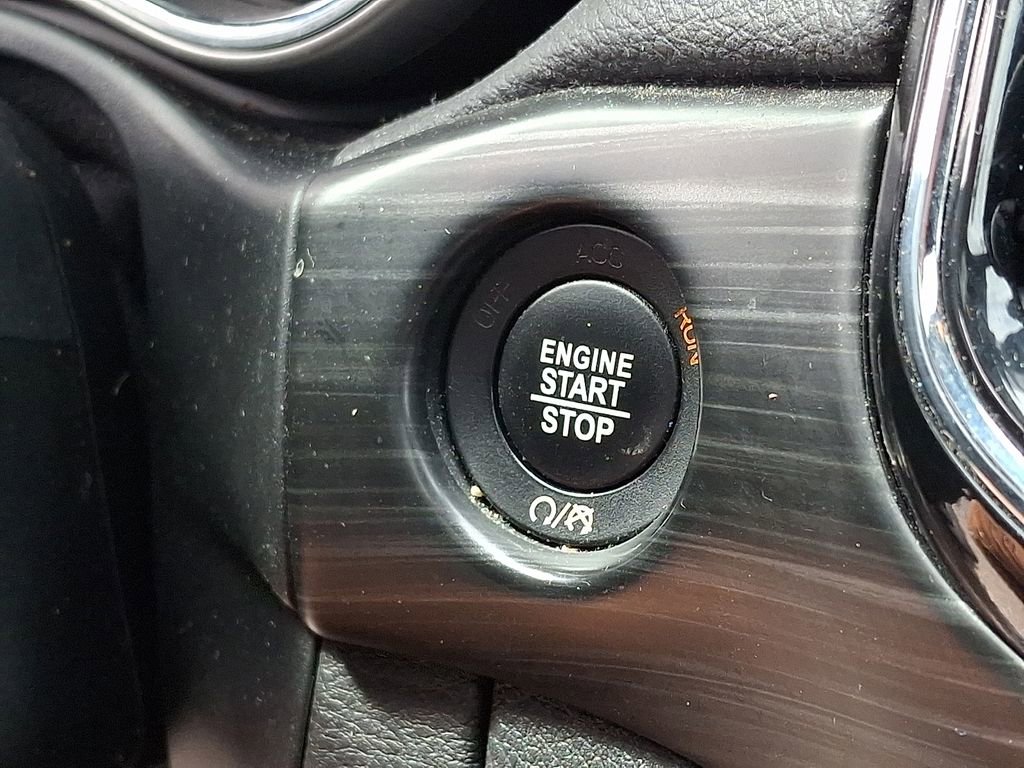 ACC
OFF
RUN
ENGINE
START
STOP